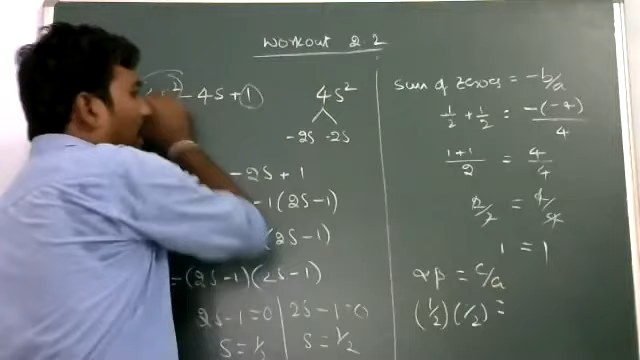 Workout 2.2
s² - 4s + 1
4s²
-2s -2s
- 2s + 1
- 1 (2s - 1)
(2s - 1)
= (2s - 1) (2s - 1)
2s - 1 = 0 | 2s - 1 = 0
s = 1/2 | s = 1/2
sum of zeroes = -b/a
1/2 + 1/2 = -(-4)/4
1+1/2 = 4/4
2/2 = 4/4
1 = 1
αβ = c/a
(1/2) (1/2) =